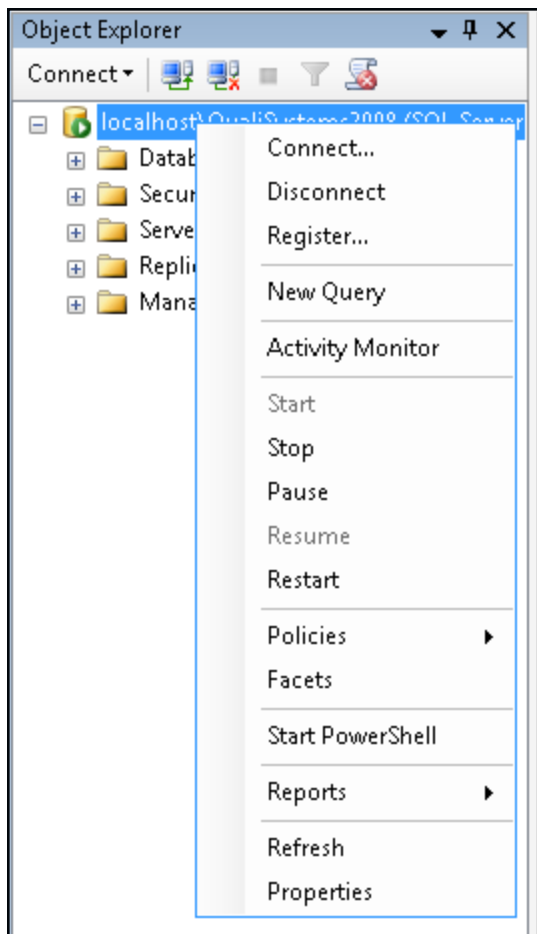 Object Explorer
Connect
localhost\QualiSystems2008 (SQL Server
Datab
Connect...
Secur
Disconnect
Serve
Register...
Replic
Mana
New Query
Activity Monitor
Start
Stop
Pause
Resume
Restart
Policies
Facets
Start PowerShell
Reports
Refresh
Properties